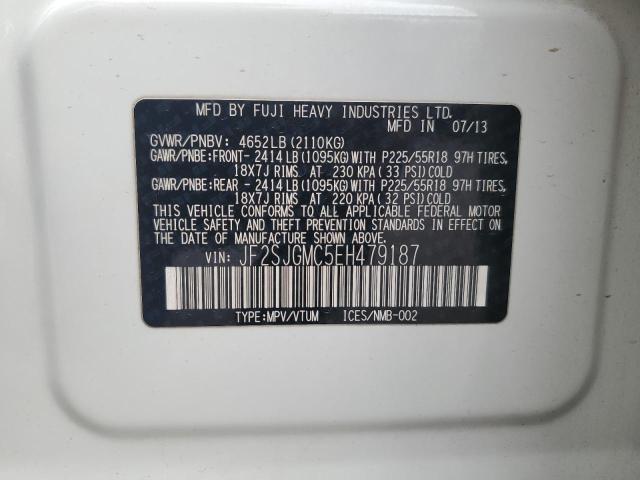 MFD BY FUJI HEAVY INDUSTRIES LTD.
MFD IN 07/13
GVWR/PNBV: 4652LB (2110KG)
GAWR/PNBE:FRONT- 2414LB (1095KG) WITH P225/55R18 97H TIRES,
18X7J RIMS AT 230 KPA (33 PSI) COLD
GAWR/PNBE:REAR - 2414LB (1095KG) WITH P225/55R18 97H TIRES,
18X7J RIMS AT 220 KPA (32 PSI) COLD
THIS VEHICLE CONFORMS TO ALL APPLICABLE FEDERAL MOTOR
VEHICLE SAFETY AND THEFT PREVENTION STANDARDS IN EFFECT
ON THE DATE OF MANUFACTURE SHOWN ABOVE.
VIN: JF2SJGMC5EH479187
TYPE:MPV/VTUM ICES/NMB-002